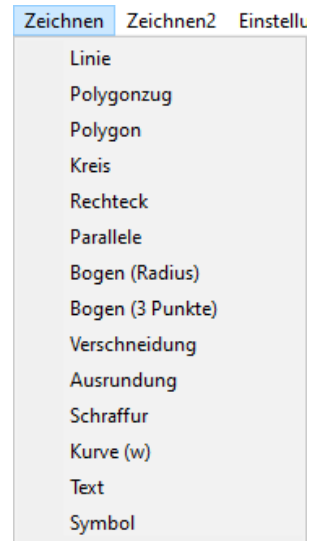 Zeichnen Zeichnen2
Linie
Polygonzug
Polygon
Kreis
Rechteck
Parallele
Bogen (Radius)
Bogen (3 Punkte)
Verschneidung
Ausrundung
Schraffur
Kurve (w)
Text
Symbol